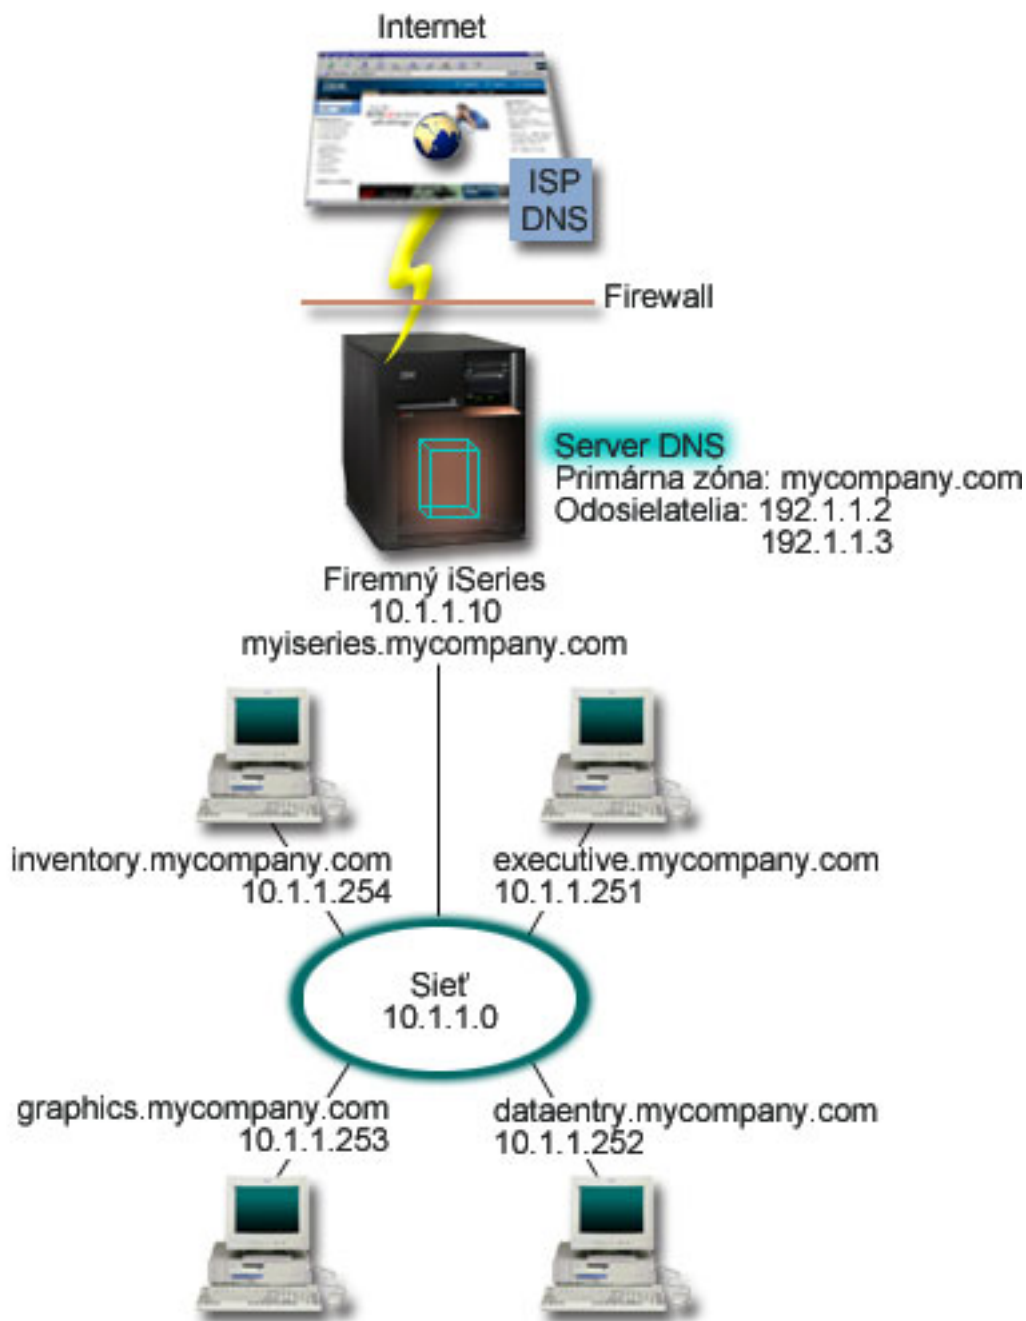 Internet
IBM
ISP
DNS
Firewall
IBM
Server DNS
Primárna zóna: mycompany.com
Odosielatelia: 192.1.1.2
192.1.1.3
Firemný iSeries
10.1.1.10
myiseries.mycompany.com
inventory.mycompany.com
10.1.1.254
executive.mycompany.com
10.1.1.251
Sieť
10.1.1.0
graphics.mycompany.com
10.1.1.253
dataentry.mycompany.com
10.1.1.252